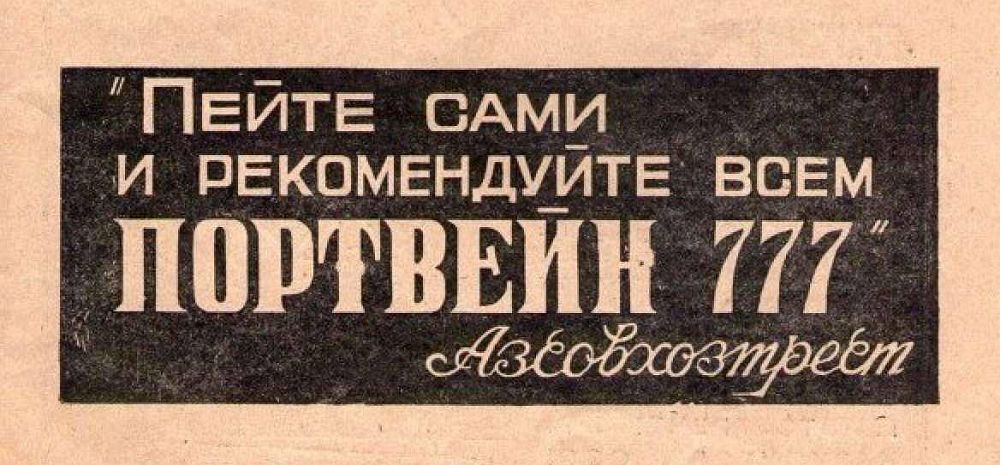 "Пейте сами
и рекомендуйте всем
ПОРТВЕЙН 777"
Азсовхозтрест